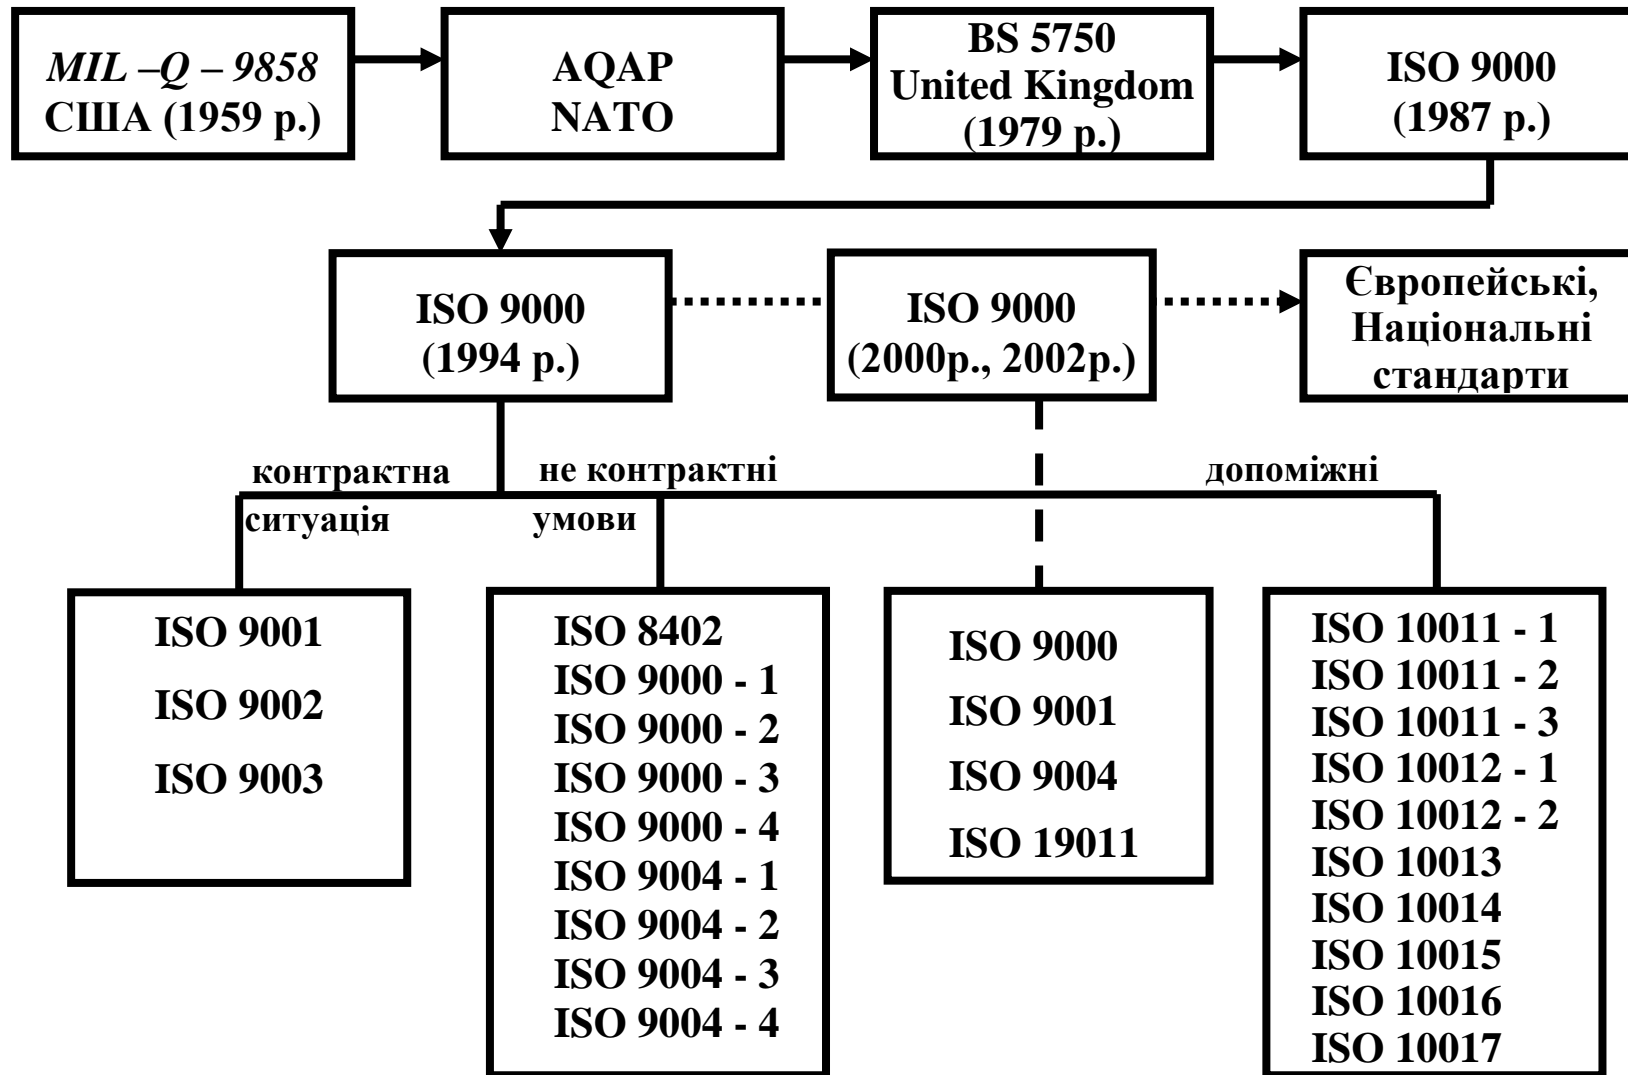 MIL –Q – 9858
США (1959 р.)
AQAP
NATO
BS 5750
United Kingdom
(1979 р.)
ISO 9000
(1987 р.)
ISO 9000
(1994 р.)
ISO 9000
(2000р., 2002р.)
Європейські,
Національні
стандарти
контрактна
ситуація
не контрактні
умови
допоміжні
ISO 9001
ISO 9002
ISO 9003
ISO 8402
ISO 9000 - 1
ISO 9000 - 2
ISO 9000 - 3
ISO 9000 - 4
ISO 9004 - 1
ISO 9004 - 2
ISO 9004 - 3
ISO 9004 - 4
ISO 9000
ISO 9001
ISO 9004
ISO 19011
ISO 10011 - 1
ISO 10011 - 2
ISO 10011 - 3
ISO 10012 - 1
ISO 10012 - 2
ISO 10013
ISO 10014
ISO 10015
ISO 10016
ISO 10017